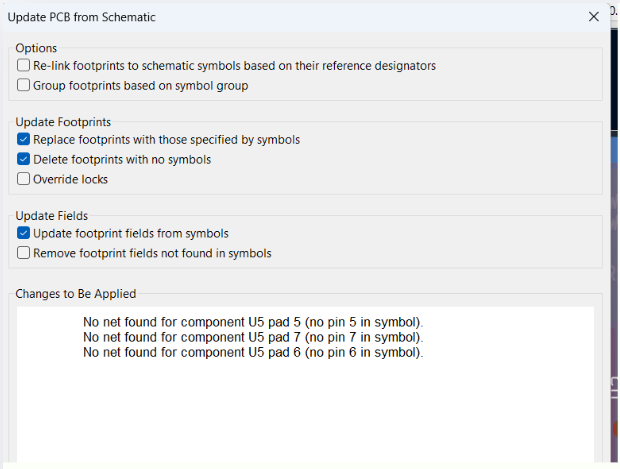 Update PCB from Schematic
0.
Options
Re-link footprints to schematic symbols based on their reference designators
Group footprints based on symbol group
Update Footprints
Replace footprints with those specified by symbols
Delete footprints with no symbols
Override locks
Update Fields
Update footprint fields from symbols
Remove footprint fields not found in symbols
Changes to Be Applied
No net found for component U5 pad 5 (no pin 5 in symbol).
No net found for component U5 pad 7 (no pin 7 in symbol).
No net found for component U5 pad 6 (no pin 6 in symbol).